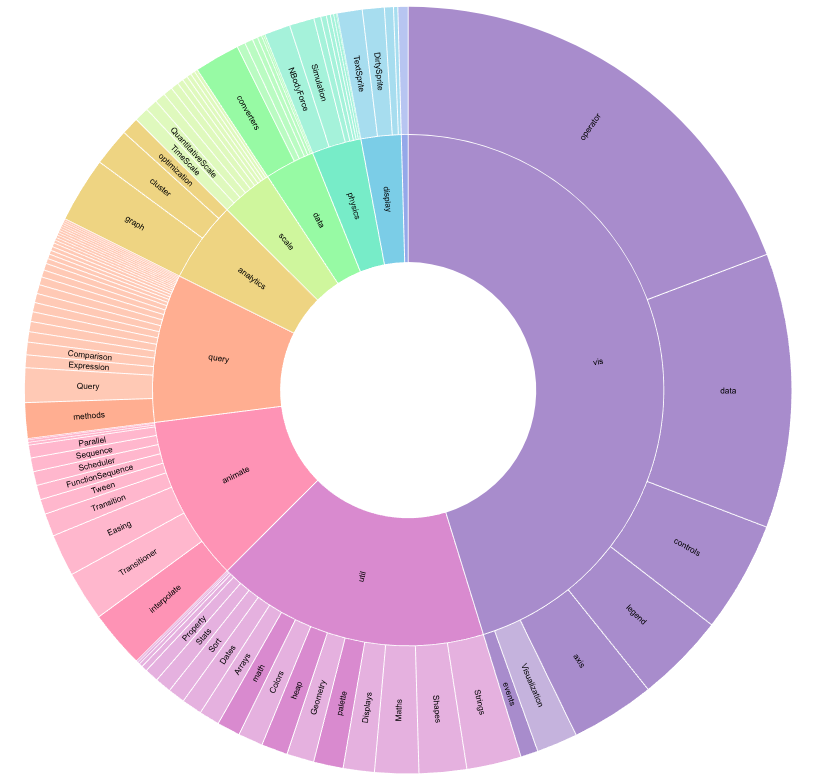 operator
data
controls
legend
axis
Visualization
events
vis
Strings
Shapes
Maths
Displays
palette
Geometry
heap
Colors
math
Arrays
Dates
Sort
Stats
Property
util
interpolate
Transitioner
Easing
Transition
Tween
FunctionSequence
Scheduler
Sequence
Parallel
animate
methods
Query
Expression
Comparison
query
graph
cluster
optimization
analytics
TimeScale
QuantitativeScale
scale
converters
data
NBodyForce
Simulation
physics
TextSprite
DirtySprite
display